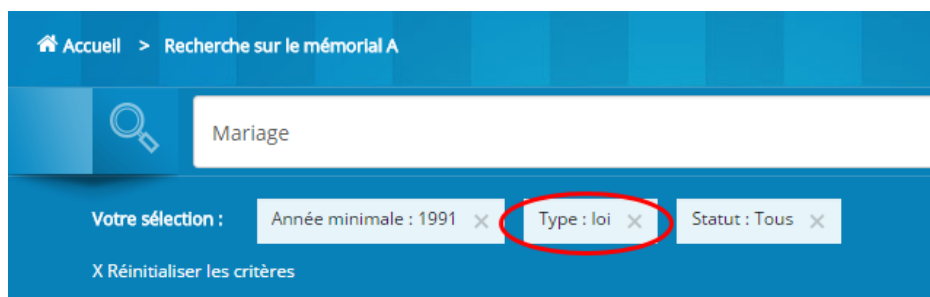 Accueil > Recherche sur le mémorial A
Mariage
Votre sélection : Année minimale : 1991 × Type : loi × Statut : Tous ×
X Réinitialiser les critères